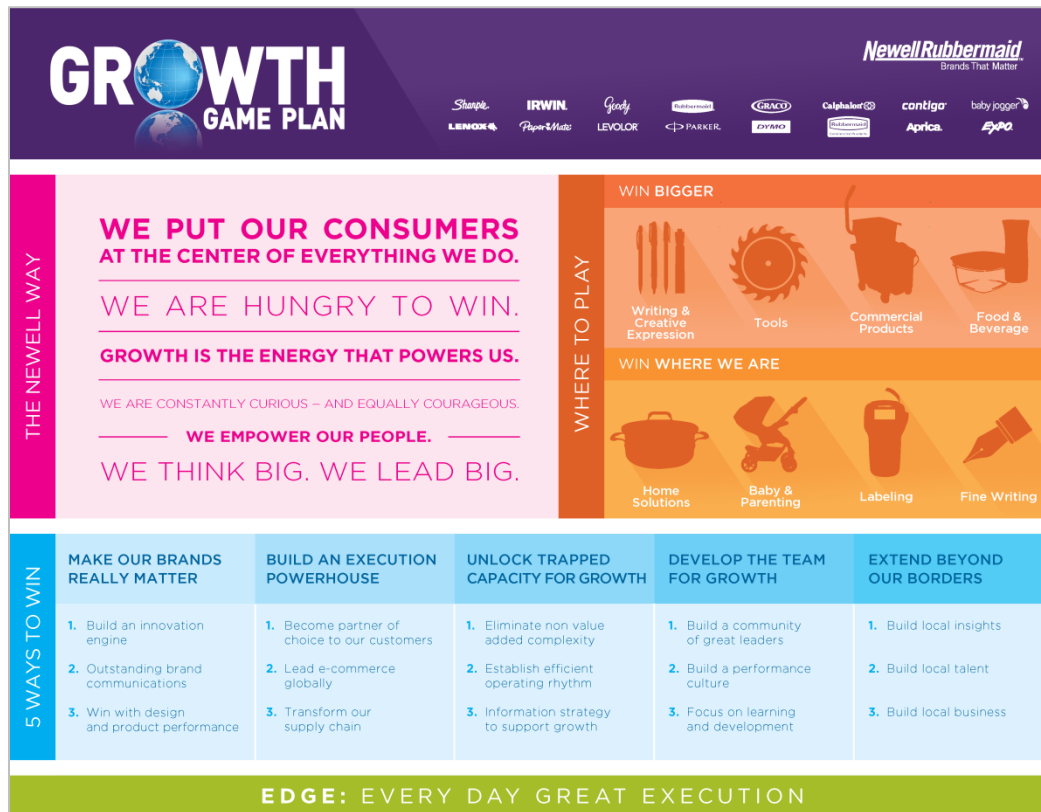 GROWTH
GAME PLAN
NewellRubbermaid
Brands That Matter
Sharpie. IRWIN. Goody Rubbermaid GRACO Calphalon contigo baby jogger
LENOX Paper Mate LEVOLOR PARKER DYMO Rubbermaid Aprica. EXPO
THE NEWELL WAY
WE PUT OUR CONSUMERS
AT THE CENTER OF EVERYTHING WE DO.
WE ARE HUNGRY TO WIN.
GROWTH IS THE ENERGY THAT POWERS US.
WE ARE CONSTANTLY CURIOUS – AND EQUALLY COURAGEOUS.
WE EMPOWER OUR PEOPLE.
WE THINK BIG. WE LEAD BIG.
WHERE TO PLAY
WIN BIGGER
Writing &
Creative
Expression
Tools
Commercial
Products
Food &
Beverage
WIN WHERE WE ARE
Home
Solutions
Baby &
Parenting
Labeling
Fine Writing
5 WAYS TO WIN
MAKE OUR BRANDS
REALLY MATTER
1. Build an innovation
engine
2. Outstanding brand
communications
3. Win with design
and product performance
BUILD AN EXECUTION
POWERHOUSE
1. Become partner of
choice to our customers
2. Lead e-commerce
globally
3. Transform our
supply chain
UNLOCK TRAPPED
CAPACITY FOR GROWTH
1. Eliminate non value
added complexity
2. Establish efficient
operating rhythm
3. Information strategy
to support growth
DEVELOP THE TEAM
FOR GROWTH
1. Build a community
of great leaders
2. Build a performance
culture
3. Focus on learning
and development
EXTEND BEYOND
OUR BORDERS
1. Build local insights
2. Build local talent
3. Build local business
EDGE: EVERY DAY GREAT EXECUTION